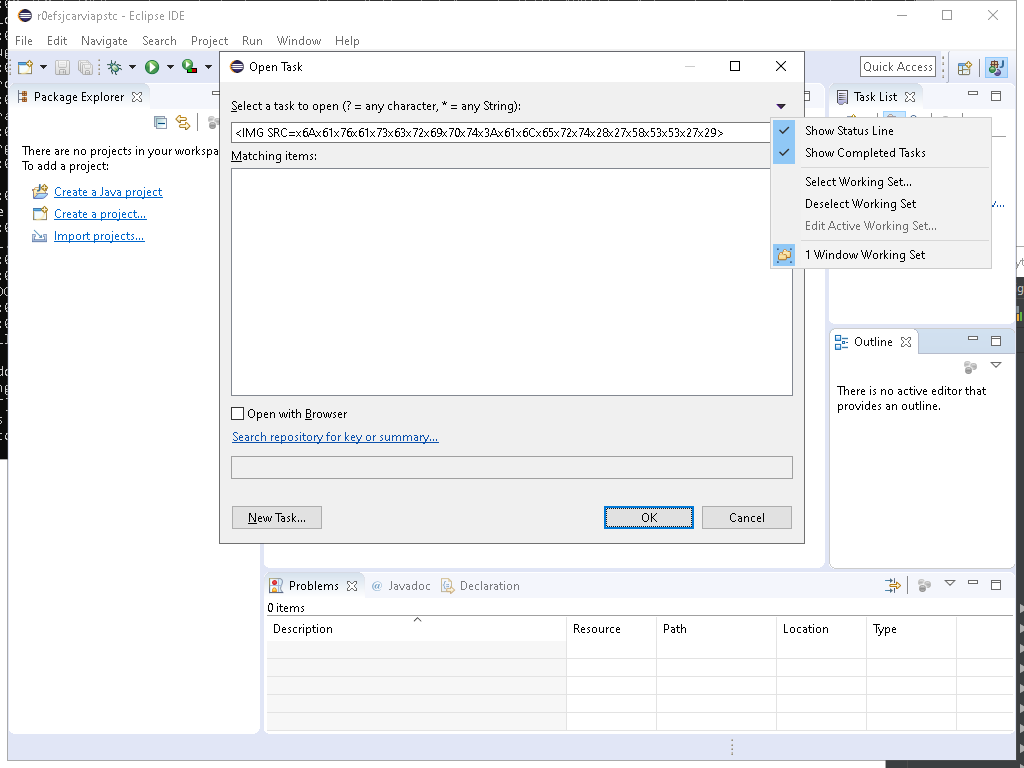 r0efsjcarviapstc - Eclipse IDE
File Edit Navigate Search Project Run Window Help
Quick Access
Package Explorer
There are no projects in your workspa
To add a project:
Create a Java project
Create a project...
Import projects...
Open Task
Select a task to open (? = any character, * = any String):
<IMG SRC=x6Ax61x76x61x73x63x72x69x70x74x3Ax61x6Cx65x72x74x28x27x58x53x53x27x29>
Matching items:
Open with Browser
Search repository for key or summary...
New Task...
OK
Cancel
Task List
Show Status Line
Show Completed Tasks
Select Working Set...
Deselect Working Set
Edit Active Working Set...
1 Window Working Set
Outline
There is no active editor that
provides an outline.
Problems
@ Javadoc
Declaration
0 items
Description Resource Path Location Type